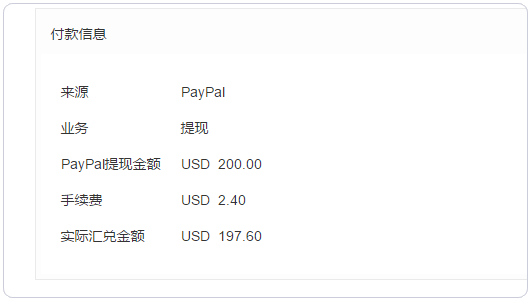 付款信息
来源 PayPal
业务 提现
PayPal提现金额 USD 200.00
手续费 USD 2.40
实际汇兑金额 USD 197.60